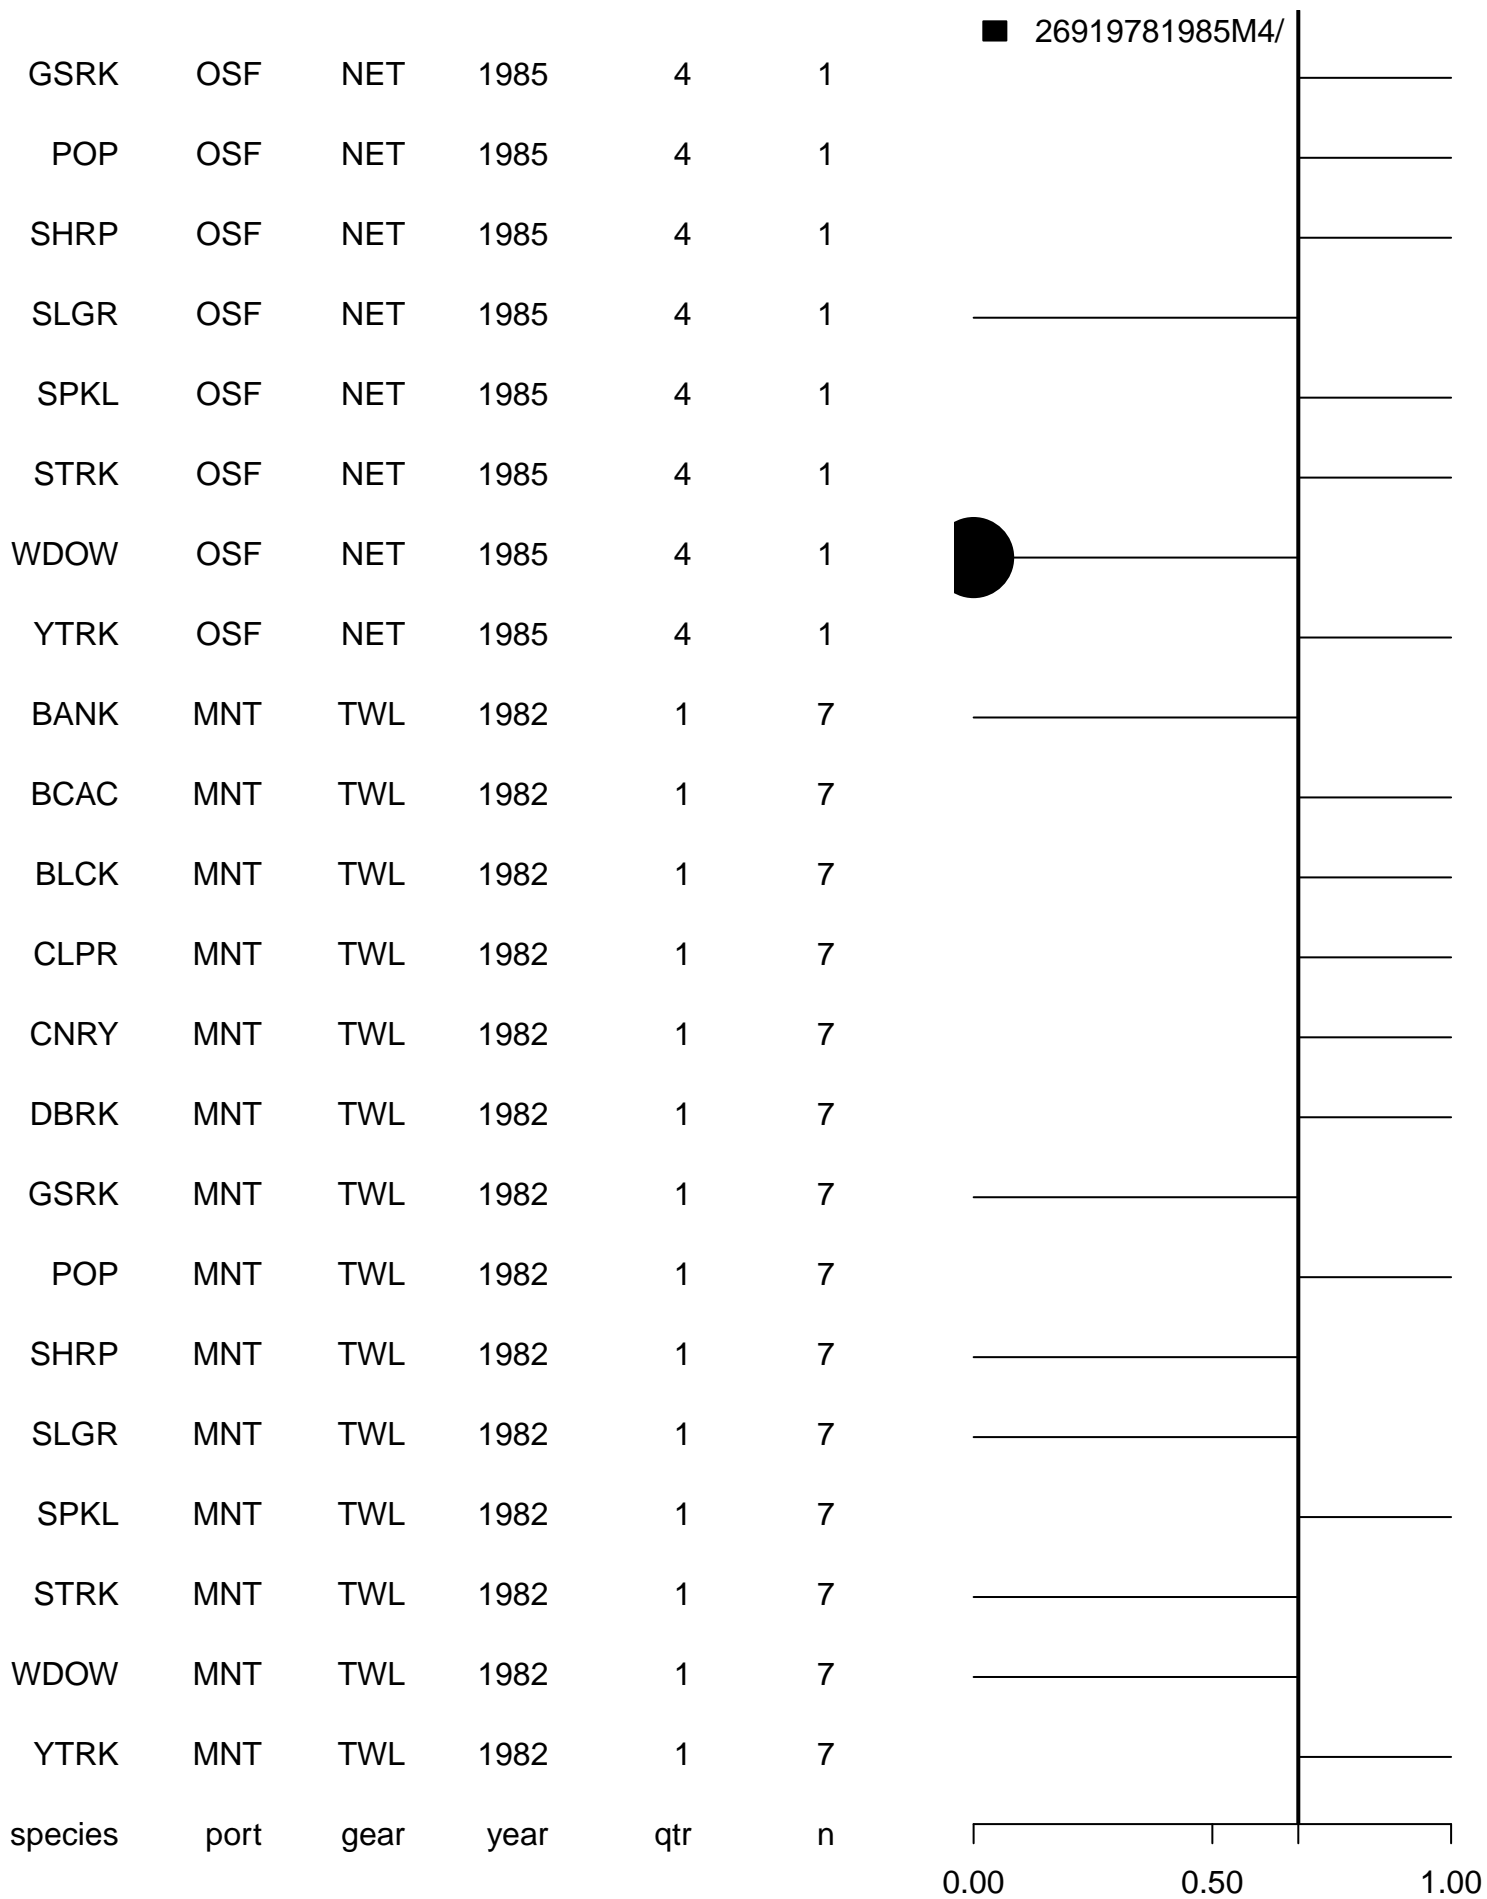 26919781985M4/
GSRK OSF NET 1985 4 1
POP OSF NET 1985 4 1
SHRP OSF NET 1985 4 1
SLGR OSF NET 1985 4 1
SPKL OSF NET 1985 4 1
STRK OSF NET 1985 4 1
WDOW OSF NET 1985 4 1
YTRK OSF NET 1985 4 1
BANK MNT TWL 1982 1 7
BCAC MNT TWL 1982 1 7
BLCK MNT TWL 1982 1 7
CLPR MNT TWL 1982 1 7
CNRY MNT TWL 1982 1 7
DBRK MNT TWL 1982 1 7
GSRK MNT TWL 1982 1 7
POP MNT TWL 1982 1 7
SHRP MNT TWL 1982 1 7
SLGR MNT TWL 1982 1 7
SPKL MNT TWL 1982 1 7
STRK MNT TWL 1982 1 7
WDOW MNT TWL 1982 1 7
YTRK MNT TWL 1982 1 7
species port gear year qtr n
0.00 0.50 1.00